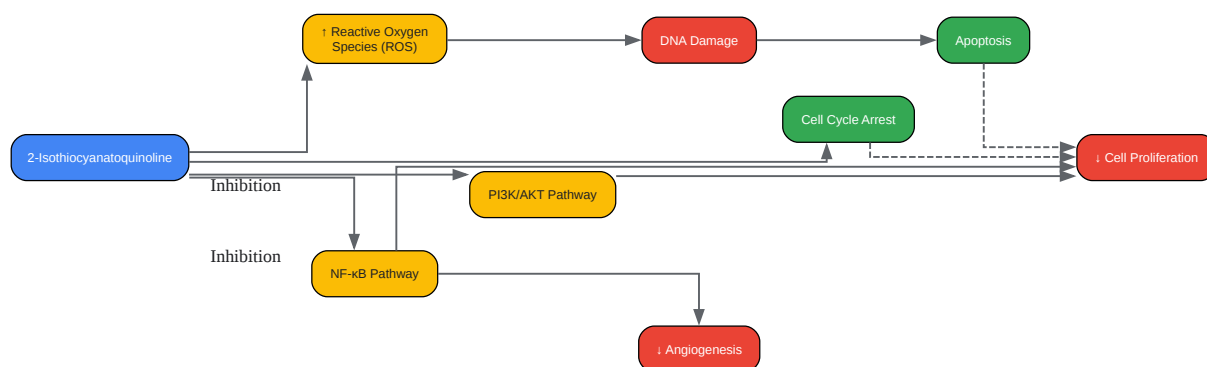 ↑ Reactive Oxygen
Species (ROS)
DNA Damage
Apoptosis
Cell Cycle Arrest
2-Isothiocyanatoquinoline
↓ Cell Proliferation
Inhibition
PI3K/AKT Pathway
Inhibition
NF-κB Pathway
↓ Angiogenesis